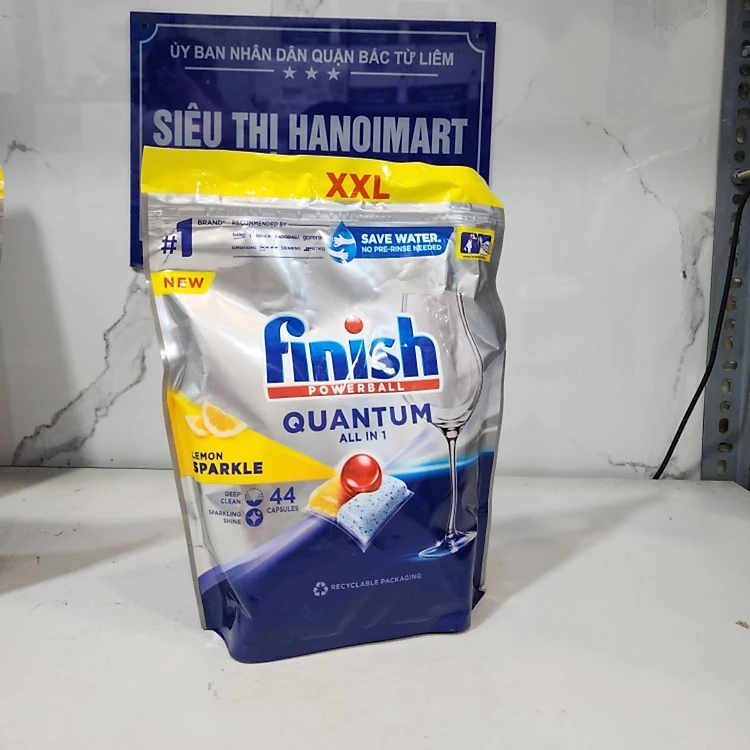 ỦY BAN NHÂN DÂN QUẬN BẮC TỪ LIÊM
SIÊU THỊ HANOIMART
XXL
#1 BRAND*
RECOMMENDED BY
SAVE WATER.
NO PRE-RINSE NEEDED
NEW
finish
POWERBALL
QUANTUM
ALL IN 1
LEMON
SPARKLE
DEEP
CLEAN
SPARKLING
SHINE
44
CAPSULES
RECYCLABLE PACKAGING